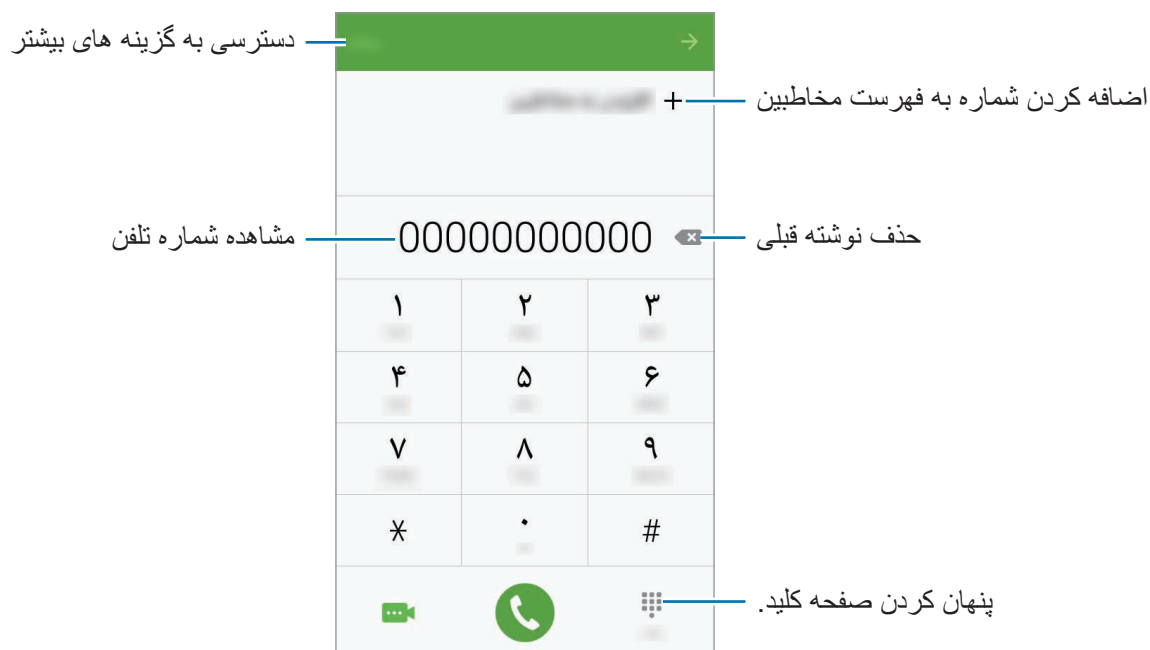 دسترسی به گزینه های بیشتر
اضافه کردن شماره به فهرست مخاطبین
+
مشاهده شماره تلفن
00000000000
حذف نوشته قبلی
۱ ۲ ۳
۴ ۵ ۶
۷ ۸ ۹
* ۰ #
پنهان کردن صفحه کلید.